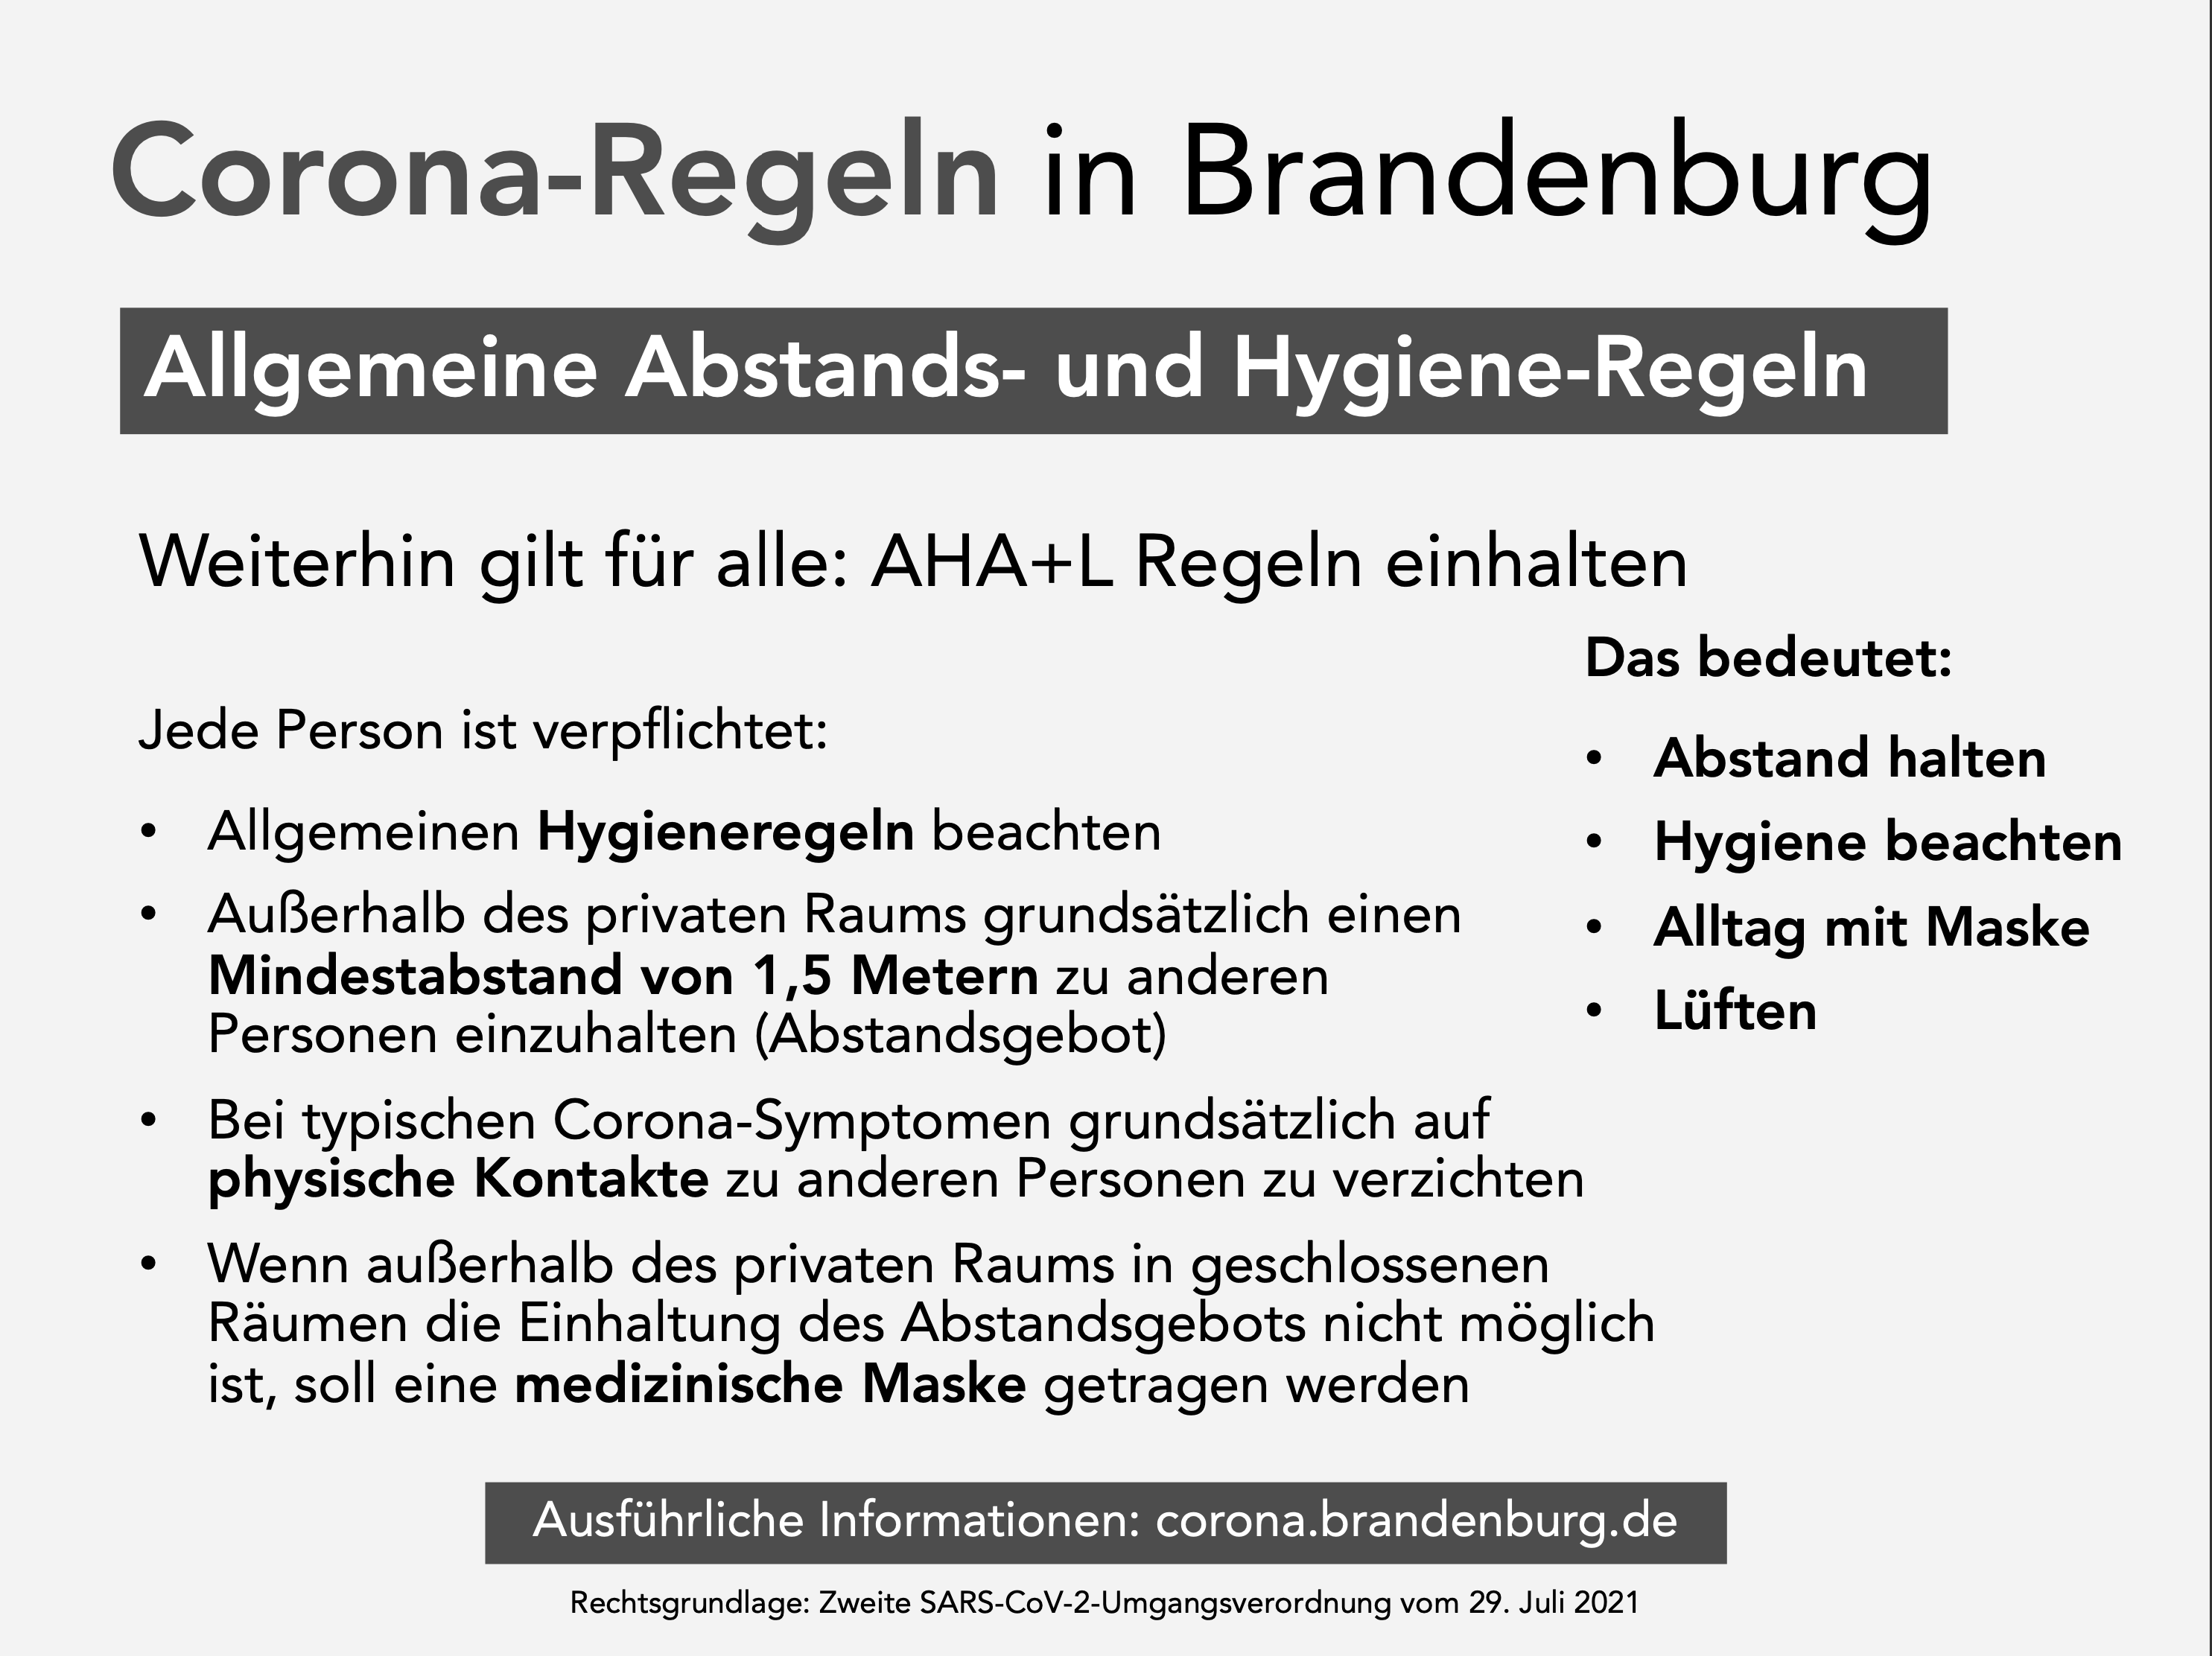 Corona-Regeln in Brandenburg
Allgemeine Abstands- und Hygiene-Regeln
Weiterhin gilt für alle: AHA+L Regeln einhalten
Jede Person ist verpflichtet:
• Allgemeinen Hygieneregeln beachten
• Außerhalb des privaten Raums grundsätzlich einen
Mindestabstand von 1,5 Metern zu anderen
Personen einzuhalten (Abstandsgebot)
• Bei typischen Corona-Symptomen grundsätzlich auf
physische Kontakte zu anderen Personen zu verzichten
• Wenn außerhalb des privaten Raums in geschlossenen
Räumen die Einhaltung des Abstandsgebots nicht möglich
ist, soll eine medizinische Maske getragen werden
Das bedeutet:
• Abstand halten
• Hygiene beachten
• Alltag mit Maske
• Lüften
Ausführliche Informationen: corona.brandenburg.de
Rechtsgrundlage: Zweite SARS-CoV-2-Umgangsverordnung vom 29. Juli 2021